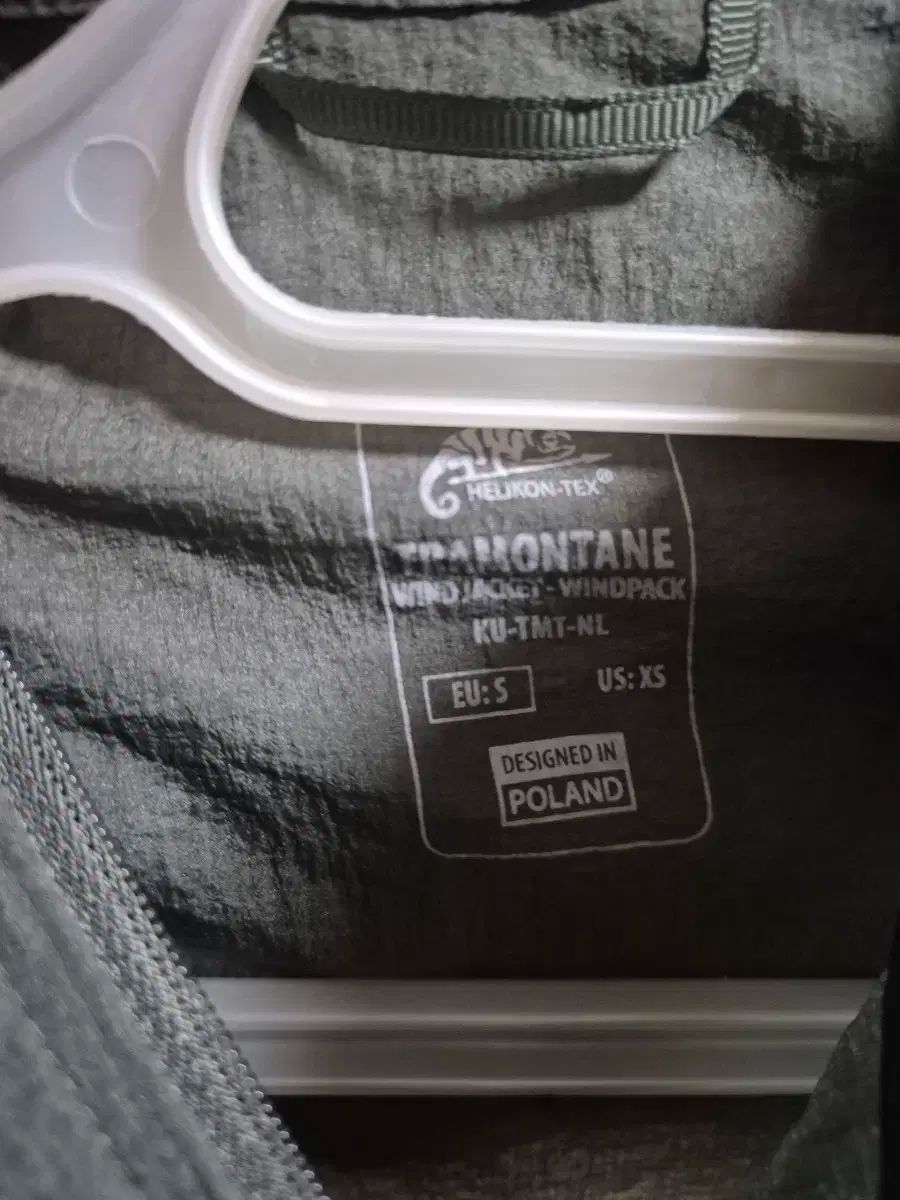 HELIKON-TEX®
TRAMONTANE
WIND JACKET - WINDPACK
KU-TMT-NL
EU: S US: XS
DESIGNED IN
POLAND